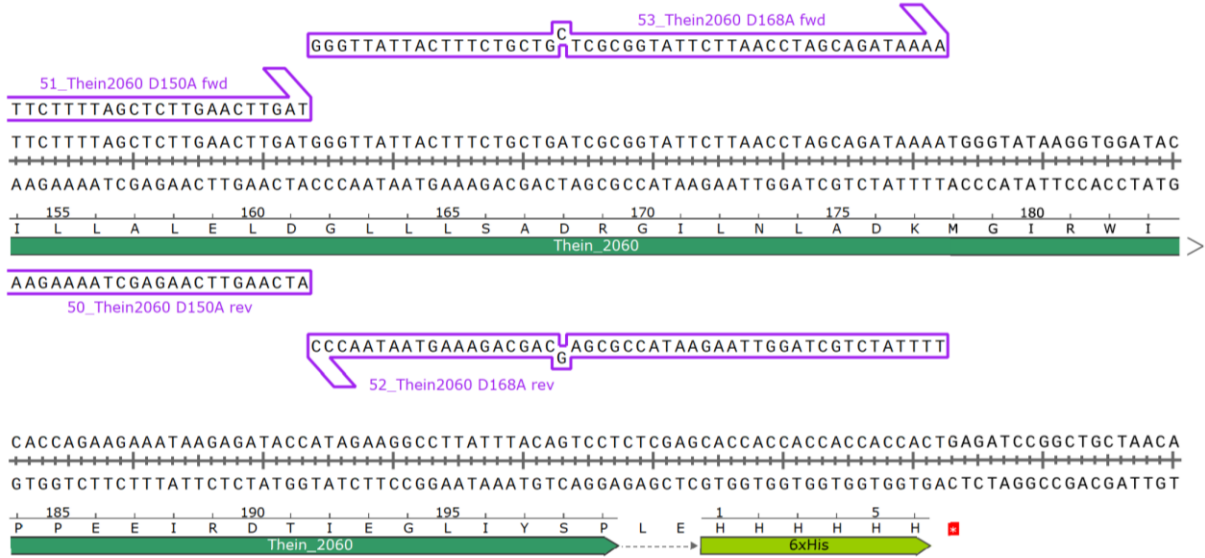 53_Thein2060 D168A fwd
C
GGGTTATTACTTTCTGCTG TCGCGGTATTCTTAACCTAGCAGATAAAA
51_Thein2060 D150A fwd
TTCTTTTAGCTCTTGAACTTGAT
TTCTTTTAGCTCTTGAACTTGATGGGTTATTACTTTCTGCTGATCGCGGTATTCTTAACCTAGCAGATAAAATGGGTATAAGGTGGATAC
AAGAAAATCGAGAACTTGAACTACCCAATAATGAAAGACGACTAGCGCCATAAGAATTGGATCGTCTATTTTACCCATATTCCACCTATG
155 160 165 170 175 180
I L L A L E L D G L L L S A D R G I L N L A D K M G I R W I
Thein_2060
AAGAAAATCGAGAACTTGAACTA
50_Thein2060 D150A rev
CCCAATAATGAAAGACGAC AGCGCCATAAGAATTGGATCGTCTATTTT
G
52_Thein2060 D168A rev
CACCAGAAGAAATAAGAGATACCATAGAAGGCCTTATTTACAGTCCTCTCGAGCACCACCACCACCACCACTGAGATCCGGCTGCTAACA
GTGGTCTTCTTTATTCTCTATGGTATCTTCCGGAATAAATGTCAGGAGAGCTCGTGGTGGTGGTGGTGGTGACTCTAGGCCGACGATTGT
185 190 195 1 5
P P E E I R D T I E G L I Y S P L E H H H H H H *
Thein_2060 6xHis